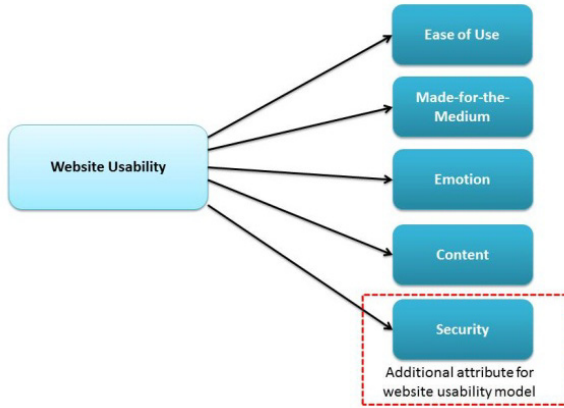 Ease of Use
Made-for-the-
Medium
Website Usability
Emotion
Content
Security
Additional attribute for
website usability model